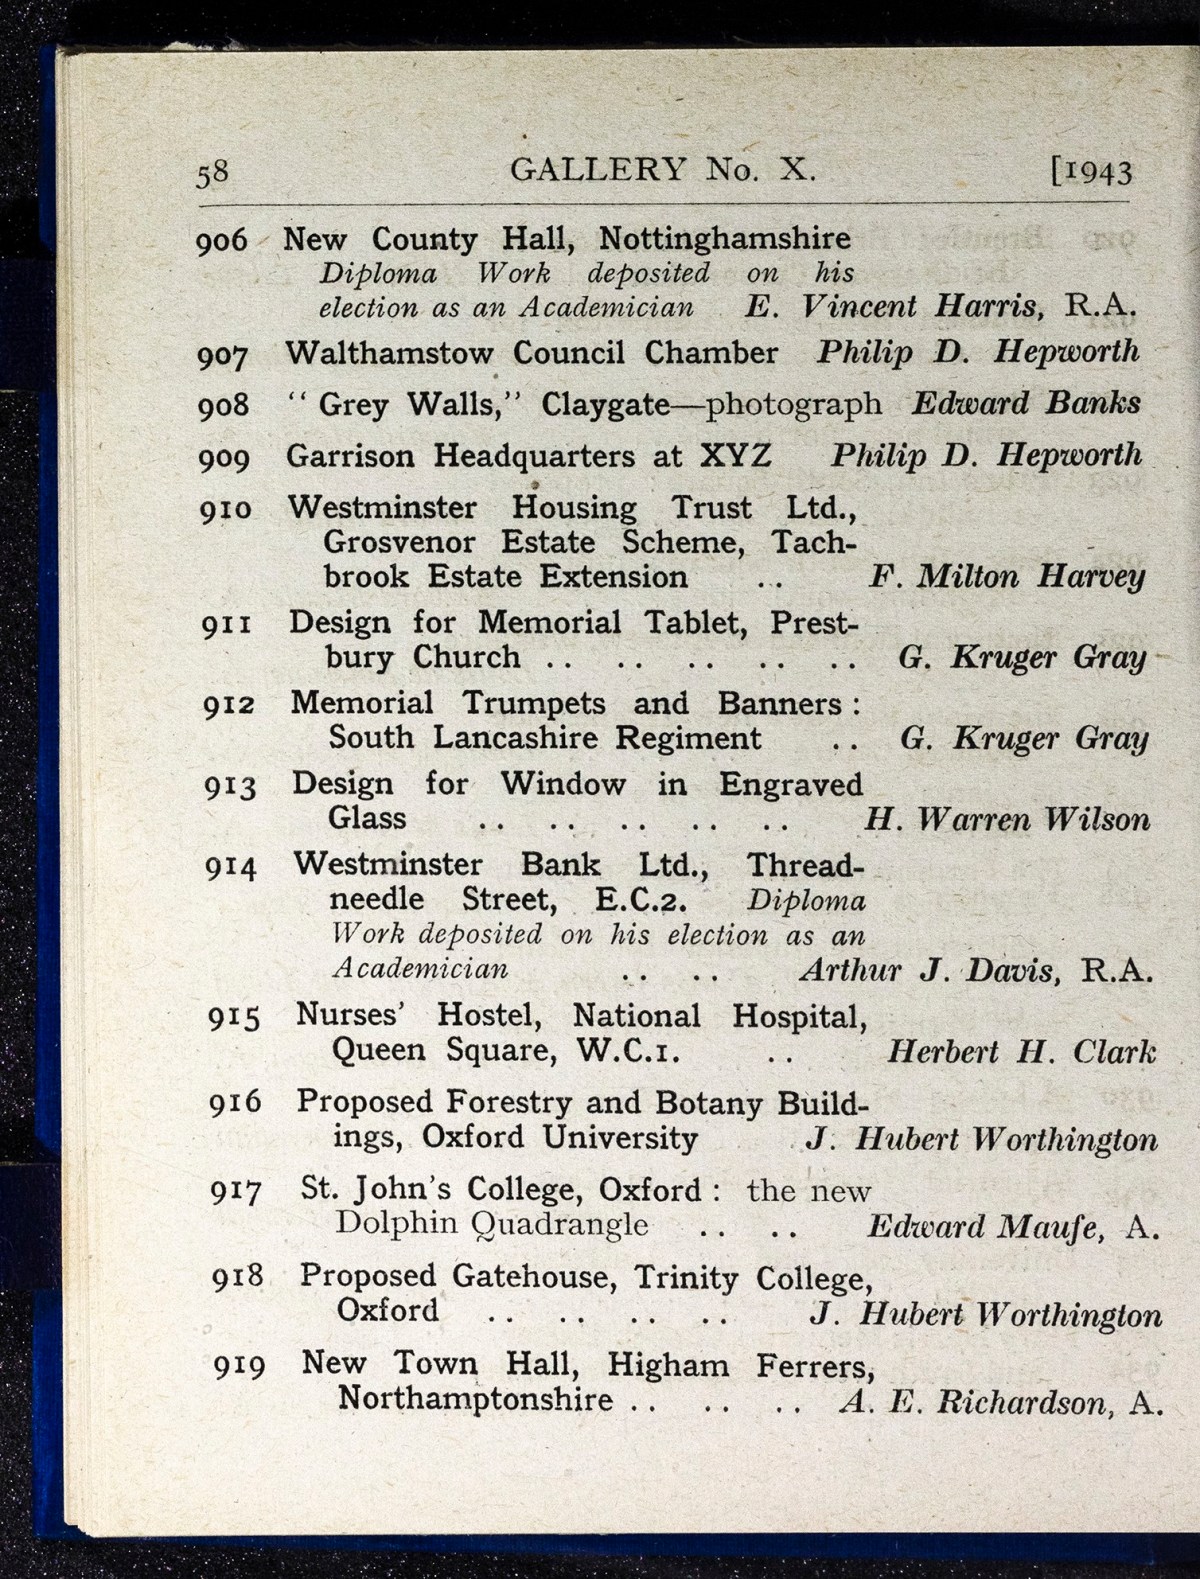 58 GALLERY No. X. [1943
906 New County Hall, Nottinghamshire
Diploma Work deposited on his
election as an Academician E. Vincent Harris, R.A.
907 Walthamstow Council Chamber Philip D. Hepworth
908 “ Grey Walls,” Claygate—photograph Edward Banks
909 Garrison Headquarters at XYZ Philip D. Hepworth
910 Westminster Housing Trust Ltd.,
Grosvenor Estate Scheme, Tach-
brook Estate Extension .. F. Milton Harvey
911 Design for Memorial Tablet, Prest-
bury Church .. .. .. .. .. G. Kruger Gray
912 Memorial Trumpets and Banners :
South Lancashire Regiment .. G. Kruger Gray
913 Design for Window in Engraved
Glass .. .. .. .. .. H. Warren Wilson
914 Westminster Bank Ltd., Thread-
needle Street, E.C.2. Diploma
Work deposited on his election as an
Academician .. .. Arthur J. Davis, R.A.
915 Nurses’ Hostel, National Hospital,
Queen Square, W.C.1. .. Herbert H. Clark
916 Proposed Forestry and Botany Build-
ings, Oxford University J. Hubert Worthington
917 St. John’s College, Oxford : the new
Dolphin Quadrangle .. .. Edward Maufe, A.
918 Proposed Gatehouse, Trinity College,
Oxford .. .. .. .. J. Hubert Worthington
919 New Town Hall, Higham Ferrers,
Northamptonshire .. .. .. A. E. Richardson, A.